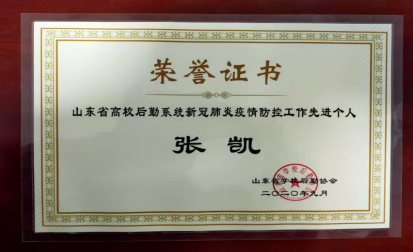 荣誉证书
山东省高校后勤系统新冠肺炎疫情防控工作先进个人
张凯
山东省学校后勤协会
二〇二〇年九月